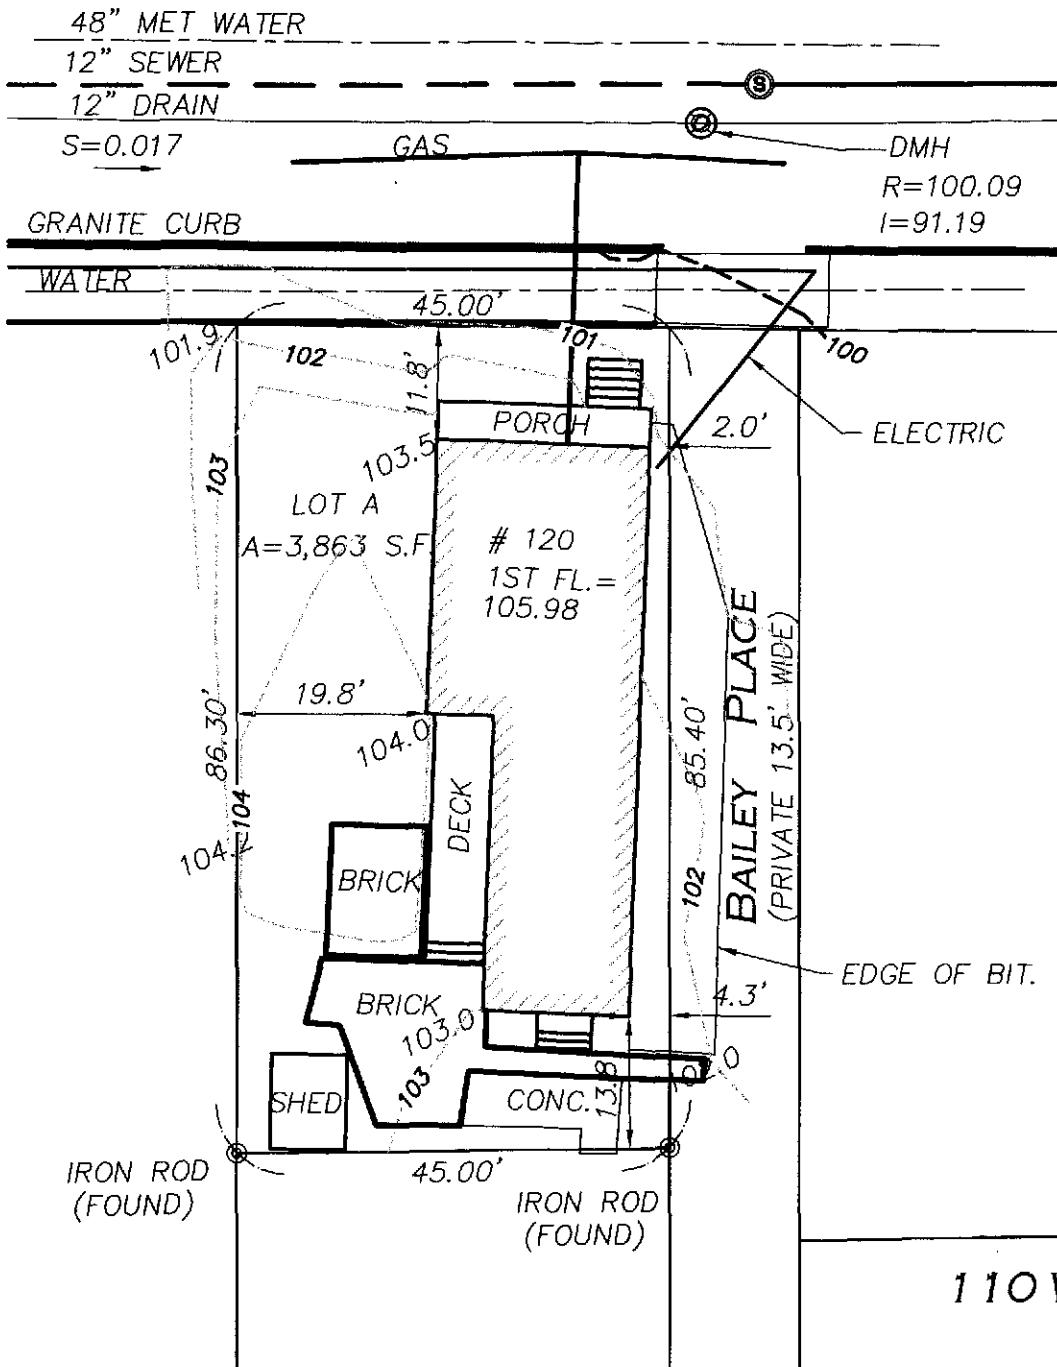 48" MET WATER
12" SEWER
S
12" DRAIN
D
S=0.017
GAS
DMH
R=100.09
I=91.19
GRANITE CURB
WATER
45.00'
101.9
102
101
100
11.8'
PORCH
2.0'
ELECTRIC
103.5
103
LOT A
A=3,863 S.F.
# 120
1ST FL.=
105.98
BAILEY PLACE
(PRIVATE 13.5' WIDE)
19.8'
86.30'
104.0
85.40'
104
DECK
BRICK
102
EDGE OF BIT.
BRICK
4.3'
103.0
103
SHED
CONC.
13.8
45.00'
IRON ROD
(FOUND)
IRON ROD
(FOUND)